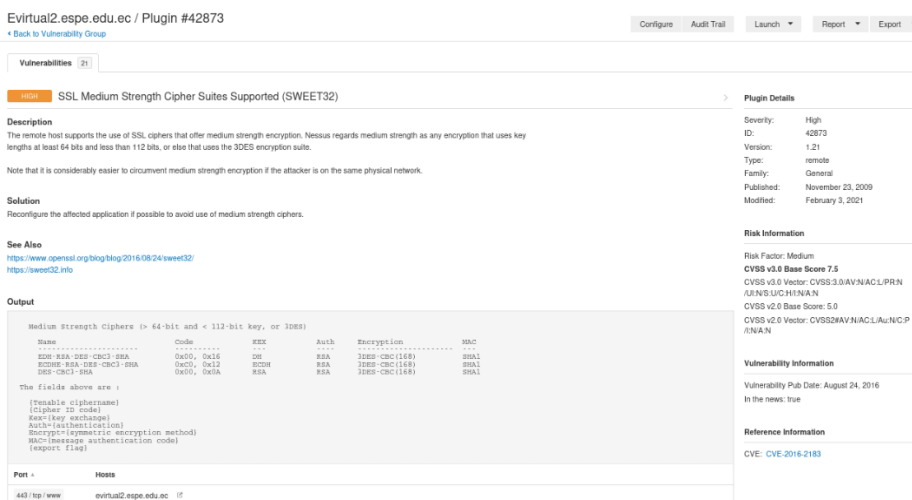 Evirtual2.espe.edu.ec / Plugin #42873
Back to Vulnerability Group
Configure
Audit Trail
Launch
Report
Export
Vulnerabilities 21
HIGH SSL Medium Strength Cipher Suites Supported (SWEET32)
Description
The remote host supports the use of SSL ciphers that offer medium strength encryption. Nessus regards medium strength as any encryption that uses key
lengths at least 64 bits and less than 112 bits, or else that uses the 3DES encryption suite.
Note that it is considerably easier to circumvent medium strength encryption if the attacker is on the same physical network.
Solution
Reconfigure the affected application if possible to avoid use of medium strength ciphers.
See Also
https://www.openssl.org/blog/blog/2016/08/24/sweet32/
https://sweet32.info
Output
Medium Strength Ciphers (> 64-bit and < 112-bit key, or 3DES)
Name Code KEX Auth Encryption MAC
---------------------- ---------- --- ---- --------------------- ---
EDH-RSA-DES-CBC3-SHA 0x00, 0x16 DH RSA 3DES-CBC(168) SHA1
ECDHE-RSA-DES-CBC3-SHA 0xC0, 0x12 ECDH RSA 3DES-CBC(168) SHA1
DES-CBC3-SHA 0x00, 0x0A RSA RSA 3DES-CBC(168) SHA1
The fields above are :
{Tenable ciphername}
{Cipher ID code}
Kex={key exchange}
Auth={authentication}
Encrypt={symmetric encryption method}
MAC={message authentication code}
{export flag}
Port Hosts
443 / tcp / www evirtual2.espe.edu.ec
Plugin Details
Severity: High
ID: 42873
Version: 1.21
Type: remote
Family: General
Published: November 23, 2009
Modified: February 3, 2021
Risk Information
Risk Factor: Medium
CVSS v3.0 Base Score 7.5
CVSS v3.0 Vector: CVSS:3.0/AV:N/AC:L/PR:N
/UI:N/S:U/C:H/I:N/A:N
CVSS v2.0 Base Score: 5.0
CVSS v2.0 Vector: CVSS2#AV:N/AC:L/Au:N/C:P
/I:N/A:N
Vulnerability Information
Vulnerability Pub Date: August 24, 2016
In the news: true
Reference Information
CVE: CVE-2016-2183